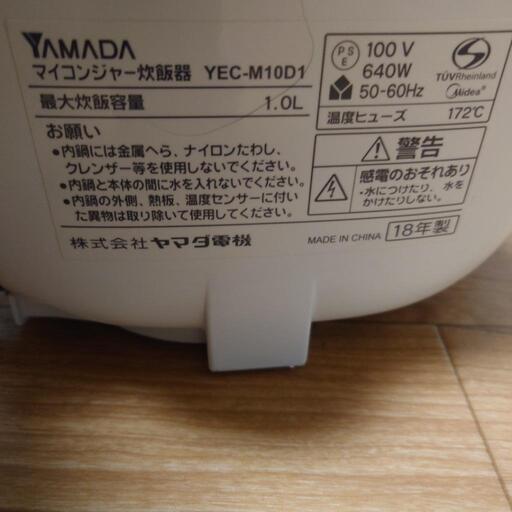 YAMADA
マイコンジャー炊飯器 YEC-M10D1
最大炊飯容量 1.0L
お願い
●内鍋には金属へら、ナイロンたわし、
クレンザー等を使用しないでください。
●内鍋と本体の間に水を入れないでください。
●内鍋の外側、熱板、温度センサーに付い
た異物は取り除いて使用してください。
株式会社ヤマダ電機
PS
E
100V
640W
50-60Hz
温度ヒューズ 172℃
TÜVRheinland
Midea®
警告
感電のおそれあり
・水につけたり、水を
かけたりしない。
MADE IN CHINA
18年製